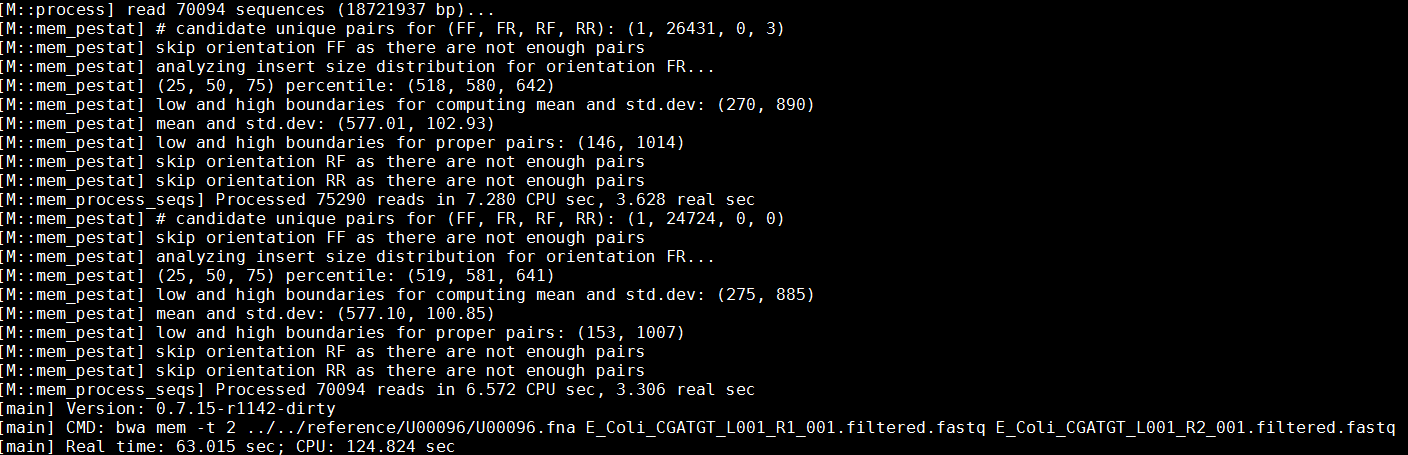 [M::process] read 70094 sequences (18721937 bp)...
[M::mem_pestat] # candidate unique pairs for (FF, FR, RF, RR): (1, 26431, 0, 3)
[M::mem_pestat] skip orientation FF as there are not enough pairs
[M::mem_pestat] analyzing insert size distribution for orientation FR...
[M::mem_pestat] (25, 50, 75) percentile: (518, 580, 642)
[M::mem_pestat] low and high boundaries for computing mean and std.dev: (270, 890)
[M::mem_pestat] mean and std.dev: (577.01, 102.93)
[M::mem_pestat] low and high boundaries for proper pairs: (146, 1014)
[M::mem_pestat] skip orientation RF as there are not enough pairs
[M::mem_pestat] skip orientation RR as there are not enough pairs
[M::mem_process_seqs] Processed 75290 reads in 7.280 CPU sec, 3.628 real sec
[M::mem_pestat] # candidate unique pairs for (FF, FR, RF, RR): (1, 24724, 0, 0)
[M::mem_pestat] skip orientation FF as there are not enough pairs
[M::mem_pestat] analyzing insert size distribution for orientation FR...
[M::mem_pestat] (25, 50, 75) percentile: (519, 581, 641)
[M::mem_pestat] low and high boundaries for computing mean and std.dev: (275, 885)
[M::mem_pestat] mean and std.dev: (577.10, 100.85)
[M::mem_pestat] low and high boundaries for proper pairs: (153, 1007)
[M::mem_pestat] skip orientation RF as there are not enough pairs
[M::mem_pestat] skip orientation RR as there are not enough pairs
[M::mem_process_seqs] Processed 70094 reads in 6.572 CPU sec, 3.306 real sec
[main] Version: 0.7.15-r1142-dirty
[main] CMD: bwa mem -t 2 ../../reference/U00096/U00096.fna E_Coli_CGATGT_L001_R1_001.filtered.fastq E_Coli_CGATGT_L001_R2_001.filtered.fastq
[main] Real time: 63.015 sec; CPU: 124.824 sec